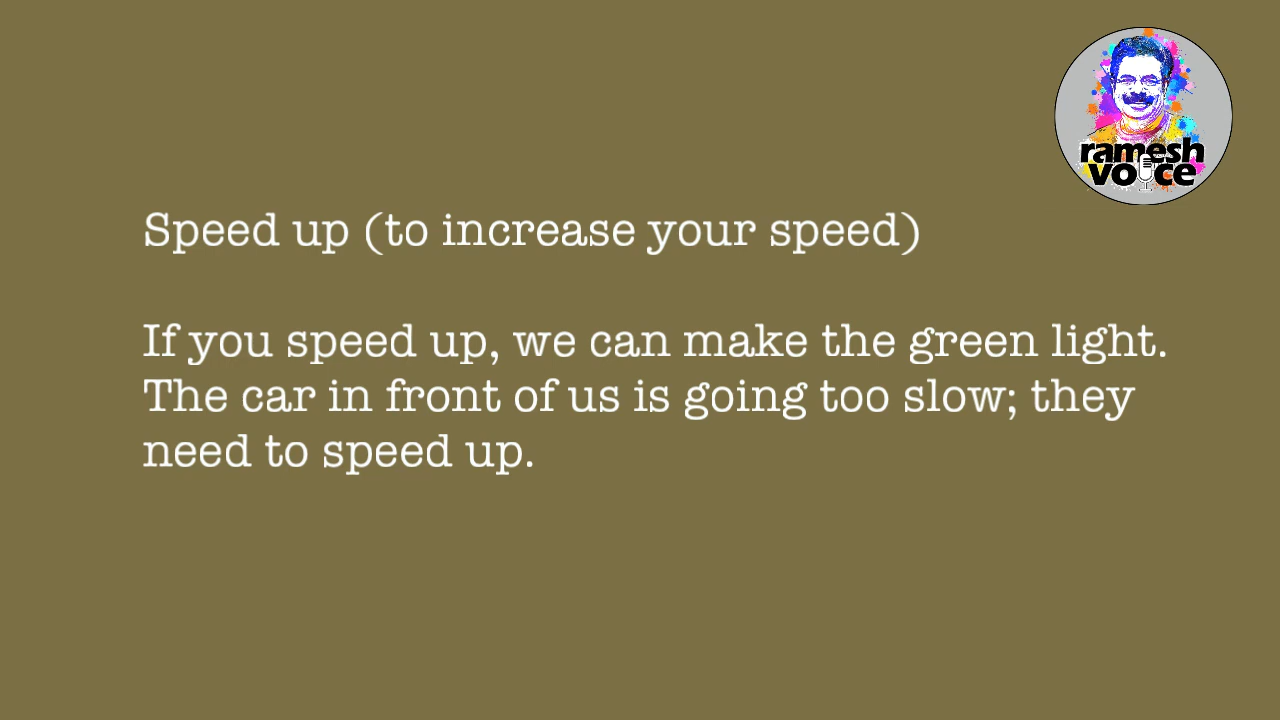 ramesh
voice
Speed up (to increase your speed)
If you speed up, we can make the green light.
The car in front of us is going too slow; they
need to speed up.